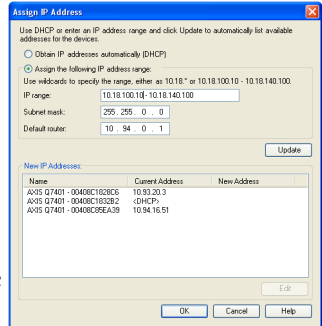 Assign IP Address
Use DHCP or enter an IP address range and click Update to automatically list available
addresses for the devices.
Obtain IP addresses automatically (DHCP)
Assign the following IP address range:
Use wildcards to specify the range, either as 10.18.* or 10.18.100.10 - 10.18.140.100.
IP range: 10.18.100.10 - 10.18.140.100
Subnet mask: 255 . 255 . 0 . 0
Default router: 10 . 94 . 0 . 1
Update
New IP Addresses:
Name Current Address New Address
AXIS Q7401 - 00408C1828C6 10.93.20.3
AXIS Q7401 - 00408C1832B2 <DHCP>
AXIS Q7401 - 00408C85EA39 10.94.16.51
Edit
OK Cancel Help